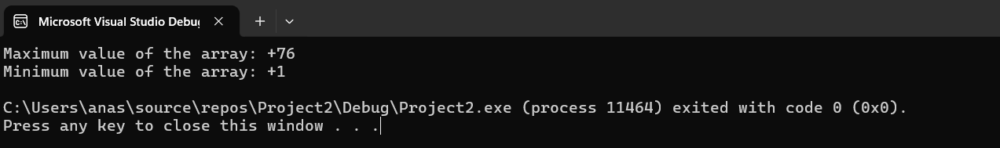 Microsoft Visual Studio Debu
Maximum value of the array: +76
Minimum value of the array: +1
C:\Users\anas\source\repos\Project2\Debug\Project2.exe (process 11464) exited with code 0 (0x0).
Press any key to close this window . . .